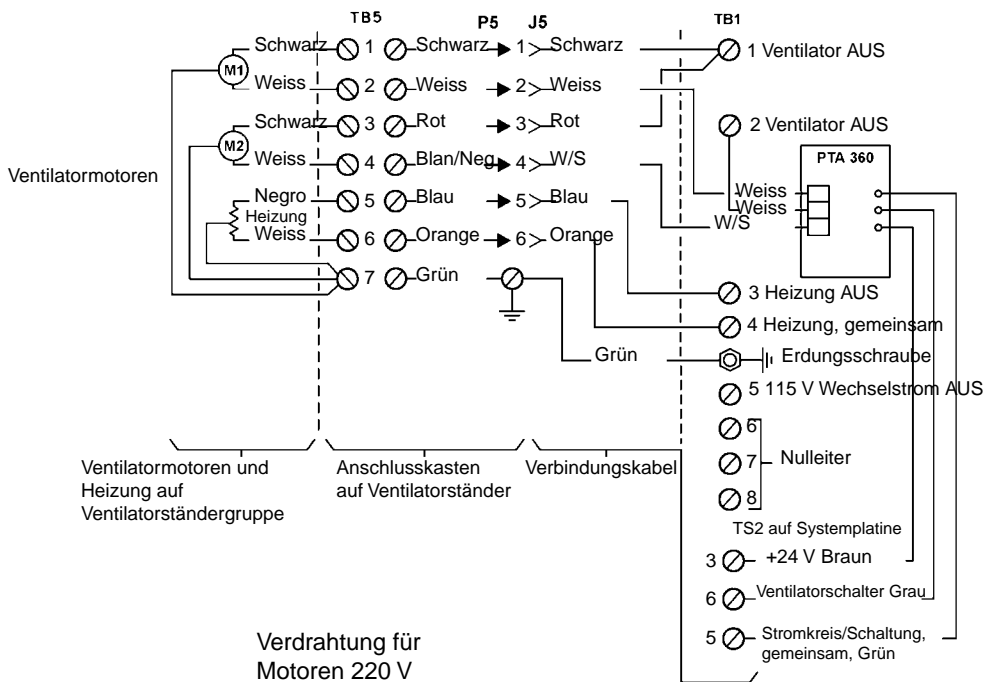 TB5 P5 J5 TB1
Schwarz 1 Schwarz 1 Schwarz 1 Ventilator AUS
M1
Weiss 2 Weiss 2 Weiss
Schwarz 3 Rot 3 Rot 2 Ventilator AUS
M2
PTA 360
Weiss 4 Blan/Neg 4 W/S
Ventilatormotoren
Negro 5 Blau 5 Blau
Weiss
Weiss
W/S
Heizung
Weiss 6 Orange 6 Orange
7 Grün
3 Heizung AUS
4 Heizung, gemeinsam
Grün Erdungsschraube
5 115 V Wechselstrom AUS
6
7 Nulleiter
8
Ventilatormotoren und
Heizung auf
Ventilatorständergruppe
Anschlusskasten
auf Ventilatorständer
Verbindungskabel
TS2 auf Systemplatine
3 +24 V Braun
6 Ventilatorschalter Grau
5 Stromkreis/Schaltung,
gemeinsam, Grün
Verdrahtung für
Motoren 220 V